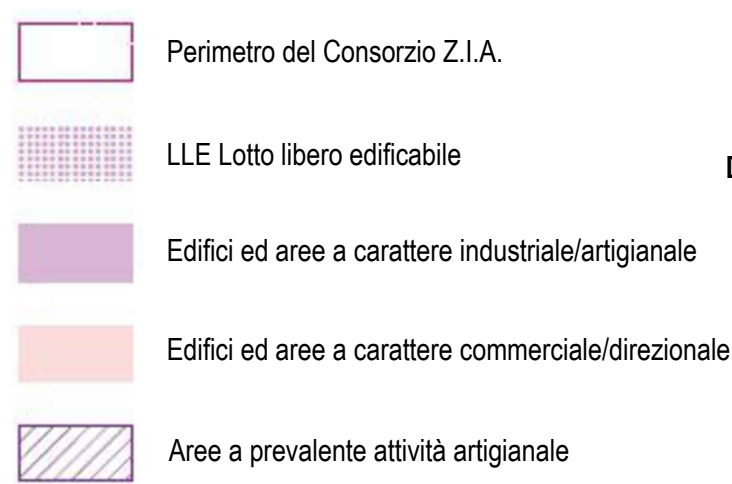 Perimetro del Consorzio Z.I.A.
LLE Lotto libero edificabile
Edifici ed aree a carattere industriale/artigianale
Edifici ed aree a carattere commerciale/direzionale
Aree a prevalente attività artigianale